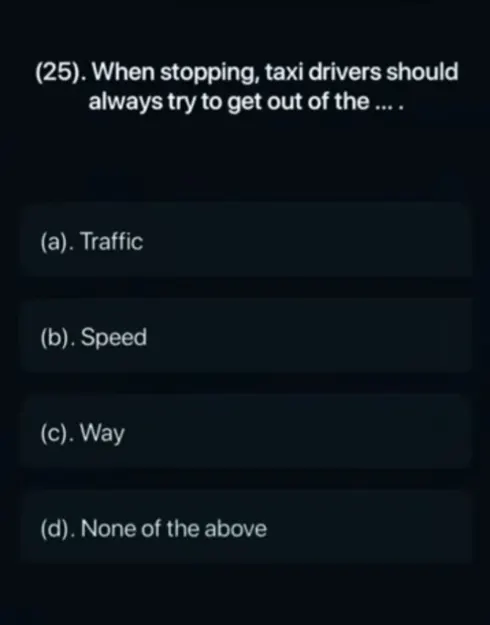 (25). When stopping, taxi drivers should
always try to get out of the ... .
(a). Traffic
(b). Speed
(c). Way
(d). None of the above